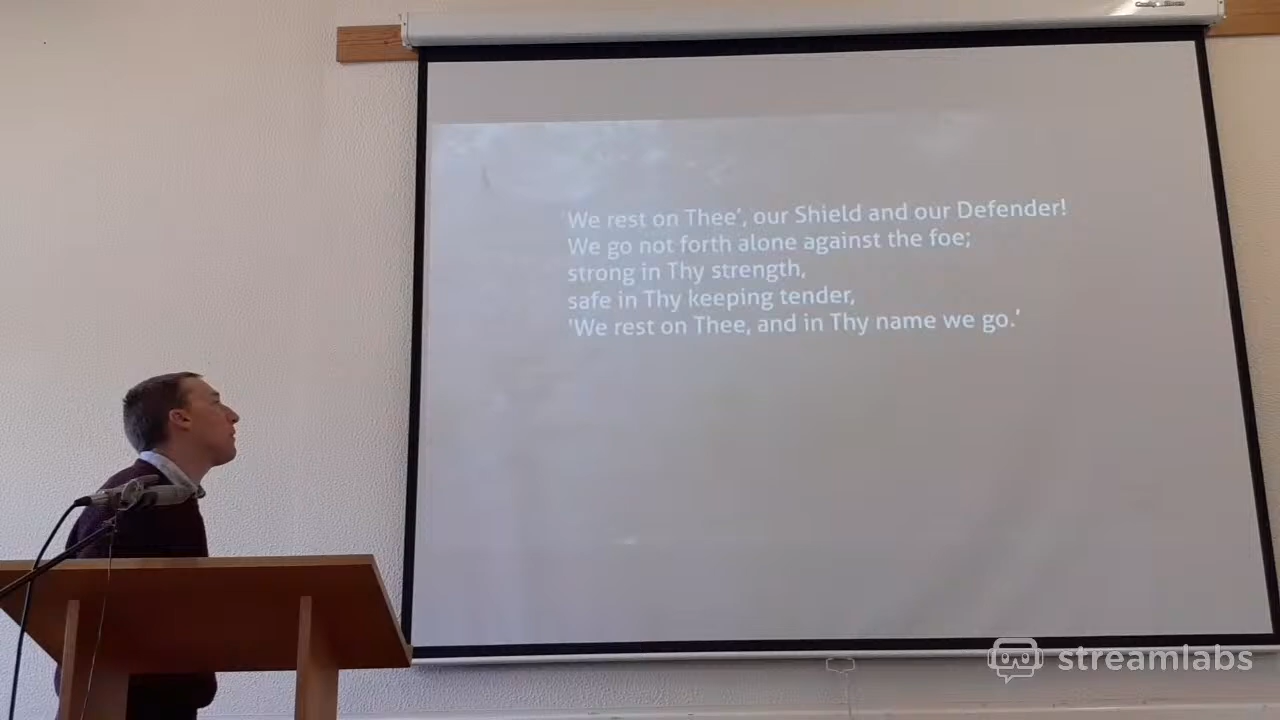 'We rest on Thee', our Shield and our Defender!
We go not forth alone against the foe;
strong in Thy strength,
safe in Thy keeping tender,
'We rest on Thee, and in Thy name we go.'
streamlabs